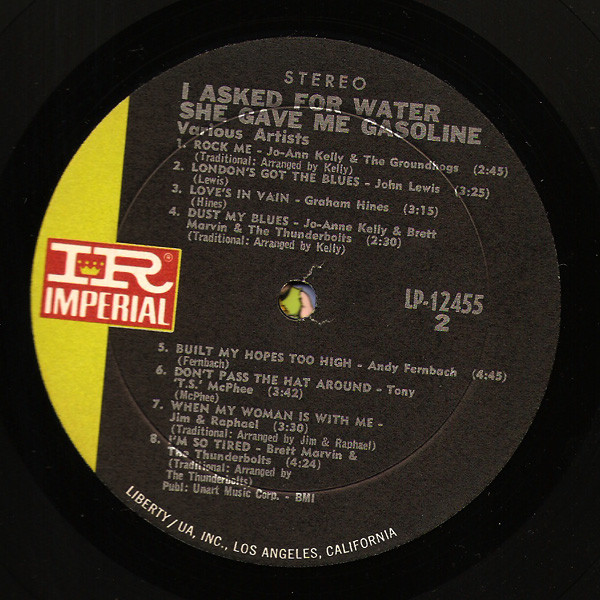 STEREO
I ASKED FOR WATER
SHE GAVE ME GASOLINE
Various Artists
1. ROCK ME - Jo-Ann Kelly & The Groundhogs (2:45)
(Traditional: Arranged by Kelly)
2. LONDON'S GOT THE BLUES - John Lewis (3:25)
(Lewis)
3. LOVE'S IN VAIN - Graham Hines (3:15)
(Hines)
4. DUST MY BLUES - Jo-Anne Kelly & Brett
Marvin & The Thunderbolts (2:30)
(Traditional: Arranged by Kelly)
IR®
IMPERIAL
LP-12455
2
5. BUILT MY HOPES TOO HIGH - Andy Fernbach (4:45)
(Fernbach)
6. DON'T PASS THE HAT AROUND - Tony
'T.S.' McPhee (3:42)
(McPhee)
7. WHEN MY WOMAN IS WITH ME -
Jim & Raphael (3:30)
(Traditional: Arranged by Jim & Raphael)
8. I'M SO TIRED - Brett Marvin &
The Thunderbolts (4:24)
(Traditional: Arranged by
The Thunderbolts)
Publ: Unart Music Corp. - BMI
LIBERTY/UA, INC., LOS ANGELES, CALIFORNIA